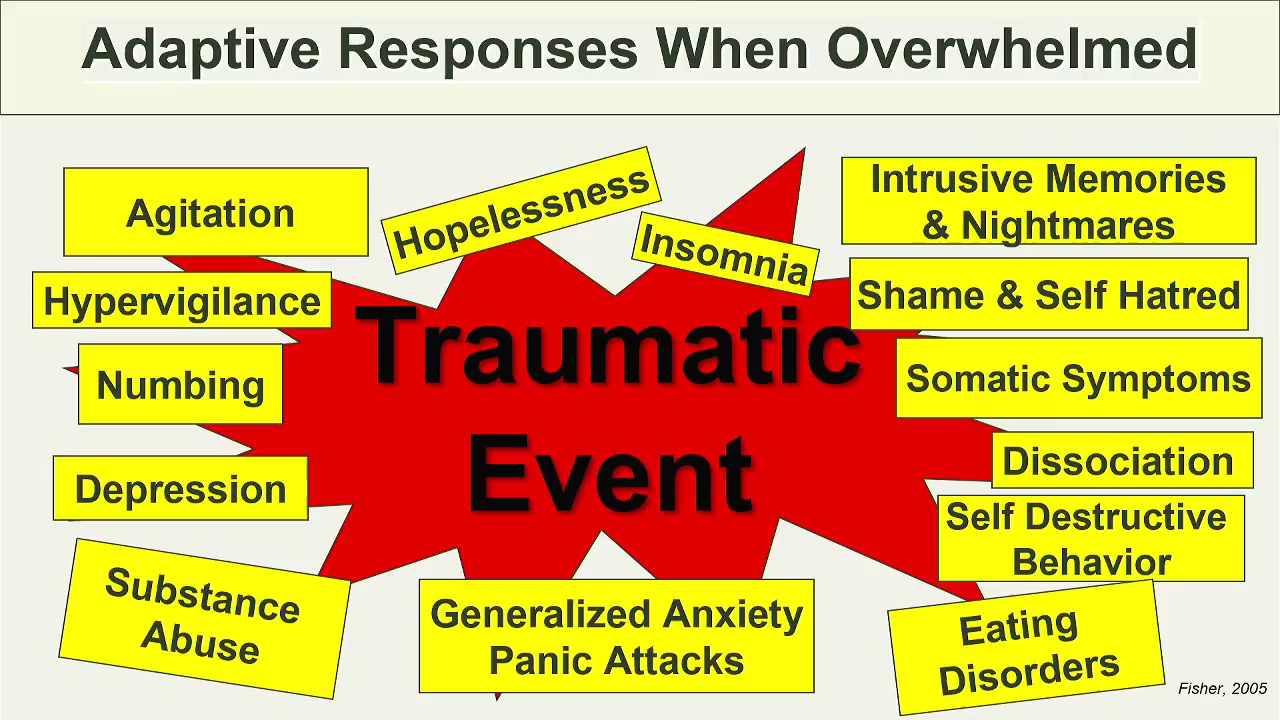 Adaptive Responses When Overwhelmed
Agitation
Hopelessness
Insomnia
Intrusive Memories
& Nightmares
Hypervigilance
Shame & Self Hatred
Traumatic
Event
Numbing
Somatic Symptoms
Depression
Dissociation
Self Destructive
Behavior
Substance
Abuse
Generalized Anxiety
Panic Attacks
Eating
Disorders
Fisher, 2005